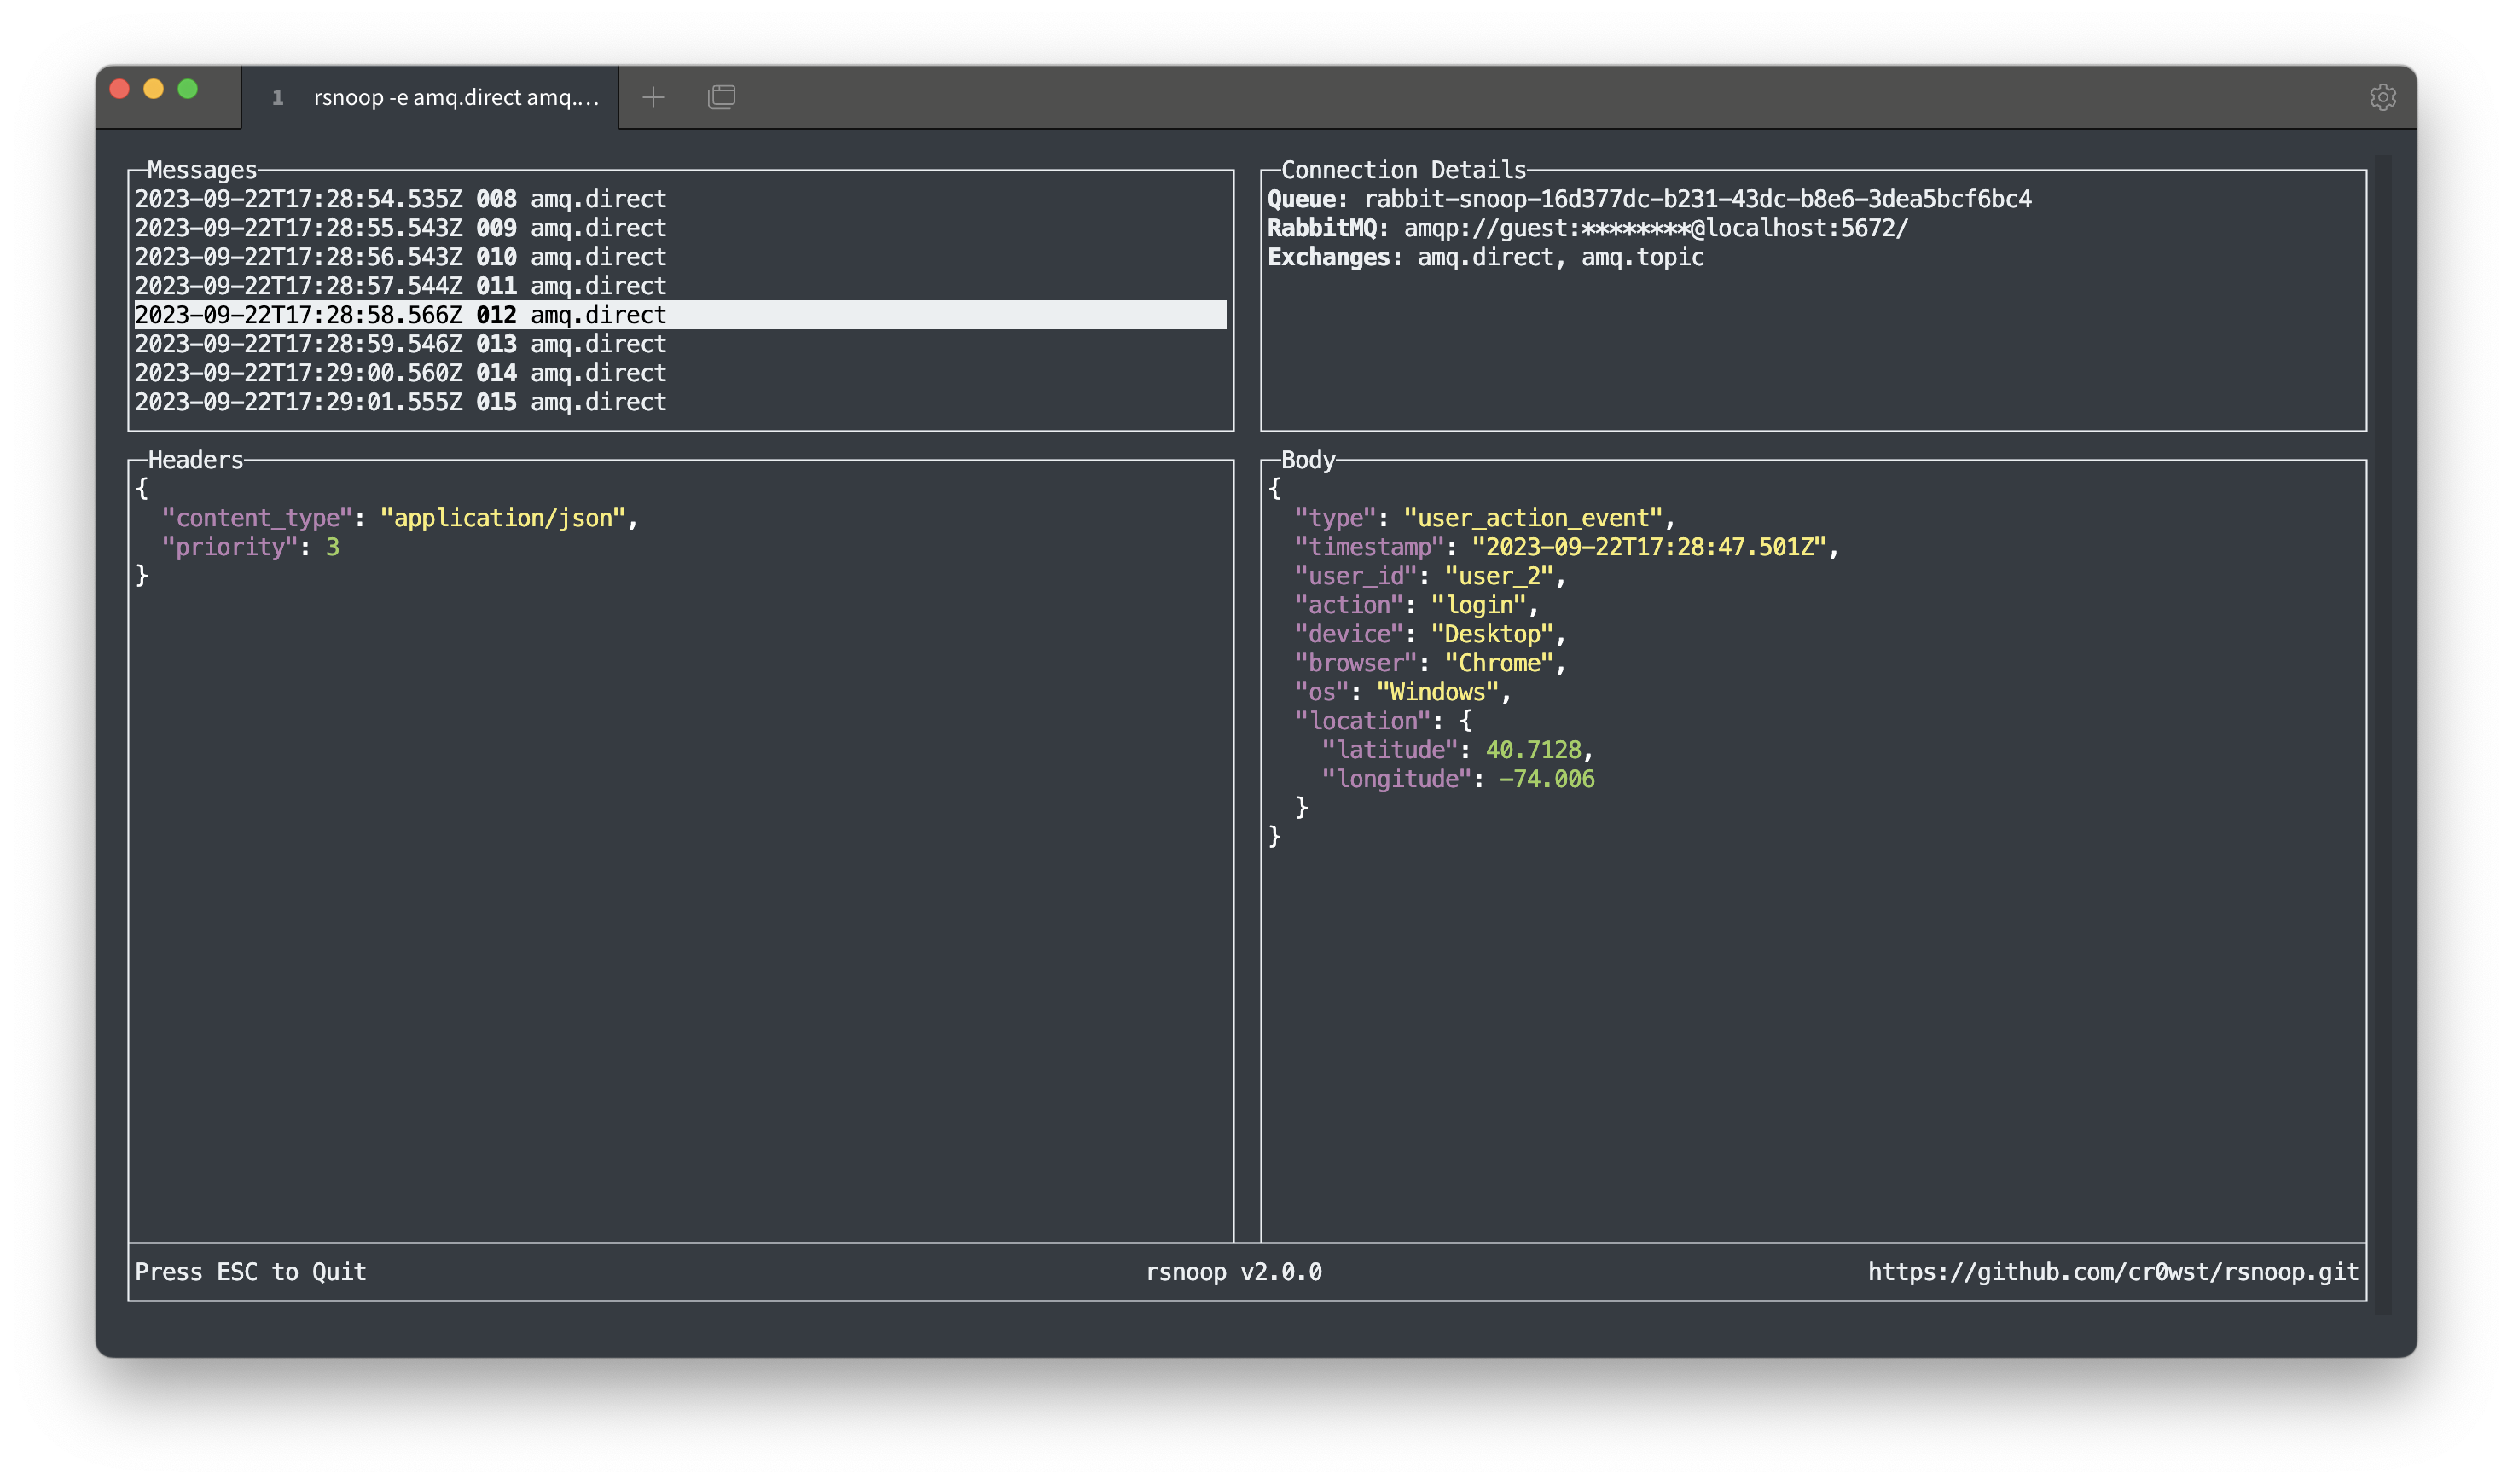 1 rsnoop -e amq.direct amq....
Messages
2023-09-22T17:28:54.535Z 008 amq.direct
2023-09-22T17:28:55.543Z 009 amq.direct
2023-09-22T17:28:56.543Z 010 amq.direct
2023-09-22T17:28:57.544Z 011 amq.direct
2023-09-22T17:28:58.566Z 012 amq.direct
2023-09-22T17:28:59.546Z 013 amq.direct
2023-09-22T17:29:00.560Z 014 amq.direct
2023-09-22T17:29:01.555Z 015 amq.direct
Connection Details
Queue: rabbit-snoop-16d377dc-b231-43dc-b8e6-3dea5bcf6bc4
RabbitMQ: amqp://guest:********@localhost:5672/
Exchanges: amq.direct, amq.topic
Headers
{
  "content_type": "application/json",
  "priority": 3
}
Body
{
  "type": "user_action_event",
  "timestamp": "2023-09-22T17:28:47.501Z",
  "user_id": "user_2",
  "action": "login",
  "device": "Desktop",
  "browser": "Chrome",
  "os": "Windows",
  "location": {
    "latitude": 40.7128,
    "longitude": -74.006
  }
}
Press ESC to Quit
rsnoop v2.0.0
https://github.com/cr0wst/rsnoop.git